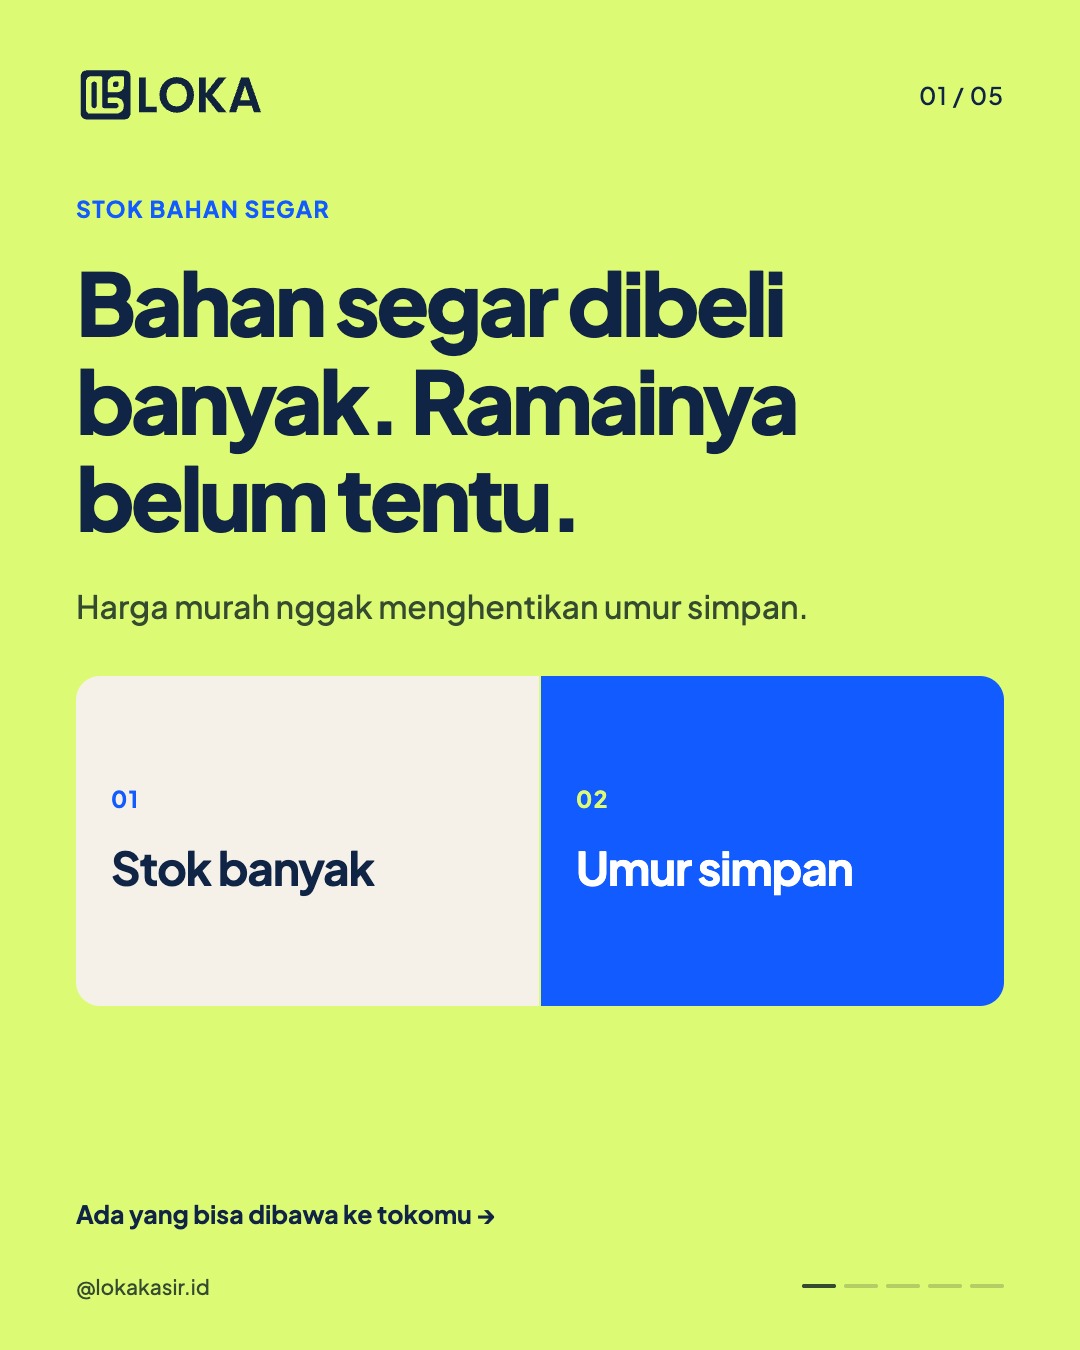 LOKA
01 / 05
STOK BAHAN SEGAR
Bahan segar dibeli
banyak. Ramainya
belum tentu.
Harga murah nggak menghentikan umur simpan.
01
Stok banyak
02
Umur simpan
Ada yang bisa dibawa ke tokomu →
@lokakasir.id